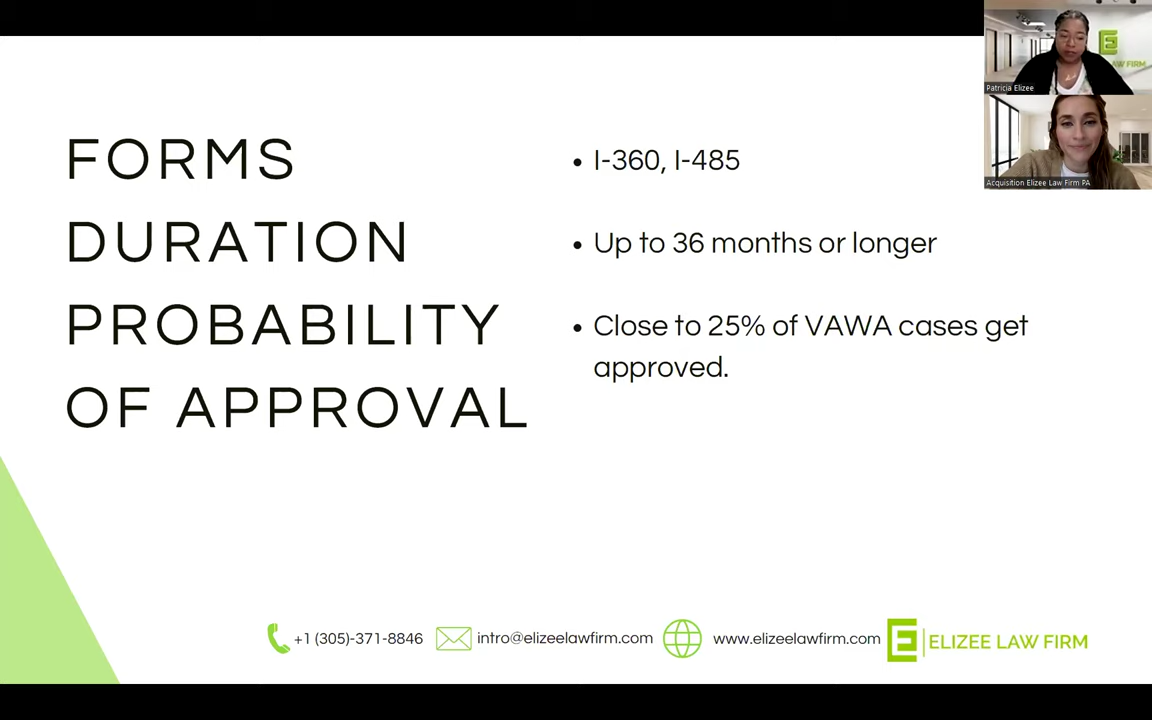 FORMS
DURATION
PROBABILITY
OF APPROVAL
• I-360, I-485
• Up to 36 months or longer
• Close to 25% of VAWA cases get
approved.
Patricia Elizee
E
LAW FIRM
Acquisition Elizee Law Firm PA
+1 (305)-371-8846
intro@elizeelawfirm.com
www.elizeelawfirm.com
E ELIZEE LAW FIRM